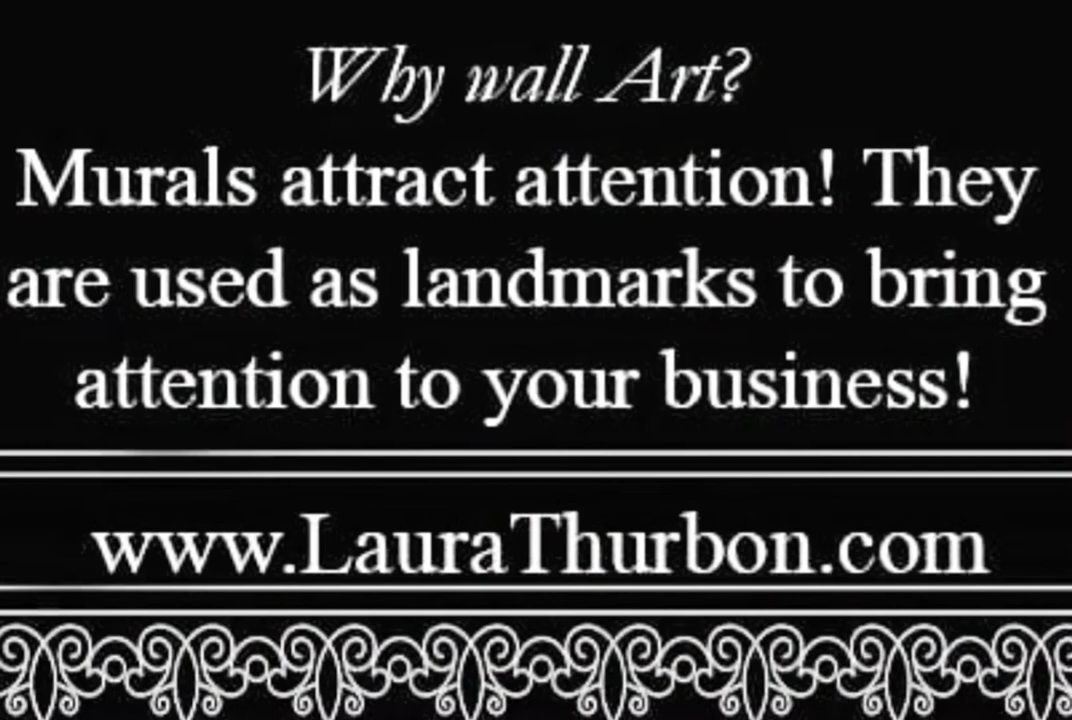 Why wall Art?
Murals attract attention! They
are used as landmarks to bring
attention to your business!
www.LauraThurbon.com